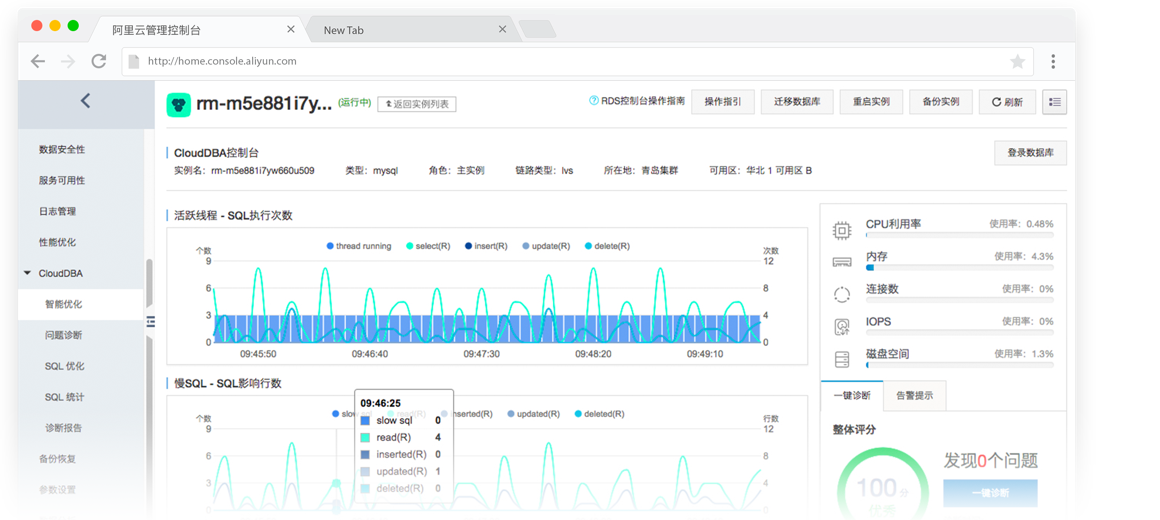 阿里云管理控制台
New Tab
http://home.console.aliyun.com
rm-m5e881i7y... (运行中) 返回实例列表
RDS控制台操作指南 操作指引 迁移数据库 重启实例 备份实例 刷新
数据安全性
服务可用性
日志管理
性能优化
CloudDBA
智能优化
问题诊断
SQL 优化
SQL 统计
诊断报告
备份恢复
参数设置
CloudDBA控制台
登录数据库
实例名: rm-m5e881i7yw660u509 类型: mysql 角色: 主实例 链路类型: lvs 所在地: 青岛集群 可用区: 华北 1 可用区 B
活跃线程 - SQL执行次数
thread running select(R) insert(R) update(R) delete(R)
个数 次数
9 12
6 8
3 4
0 0
09:45:50 09:46:40 09:47:30 09:48:20 09:49:10
慢SQL - SQL影响行数
inserted(R) updated(R) deleted(R)
个数 行数
9 12
6 8
3 4
0 0
09:46:25
slow sql 0
read(R) 4
inserted(R) 0
updated(R) 1
deleted(R) 0
CPU利用率 使用率: 0.48%
内存 使用率: 4.3%
连接数 使用率: 0%
IOPS 使用率: 0%
磁盘空间 使用率: 1.3%
一键诊断 告警提示
整体评分
100 分
优秀
发现0个问题
一键诊断